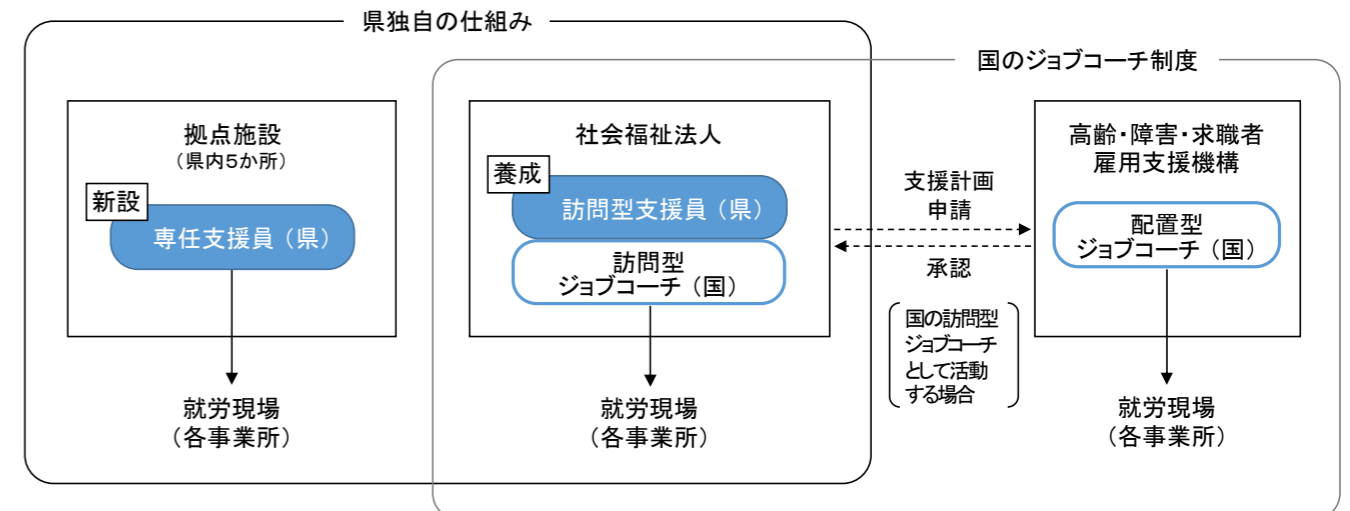 県独自の仕組み
国のジョブコーチ制度
拠点施設
（県内5か所）
新設
専任支援員（県）
就労現場
（各事業所）
社会福祉法人
養成
訪問型支援員（県）
訪問型
ジョブコーチ（国）
就労現場
（各事業所）
支援計画
申請
承認
国の訪問型
ジョブコーチ
として活動
する場合
高齢・障害・求職者
雇用支援機構
配置型
ジョブコーチ（国）
就労現場
（各事業所）